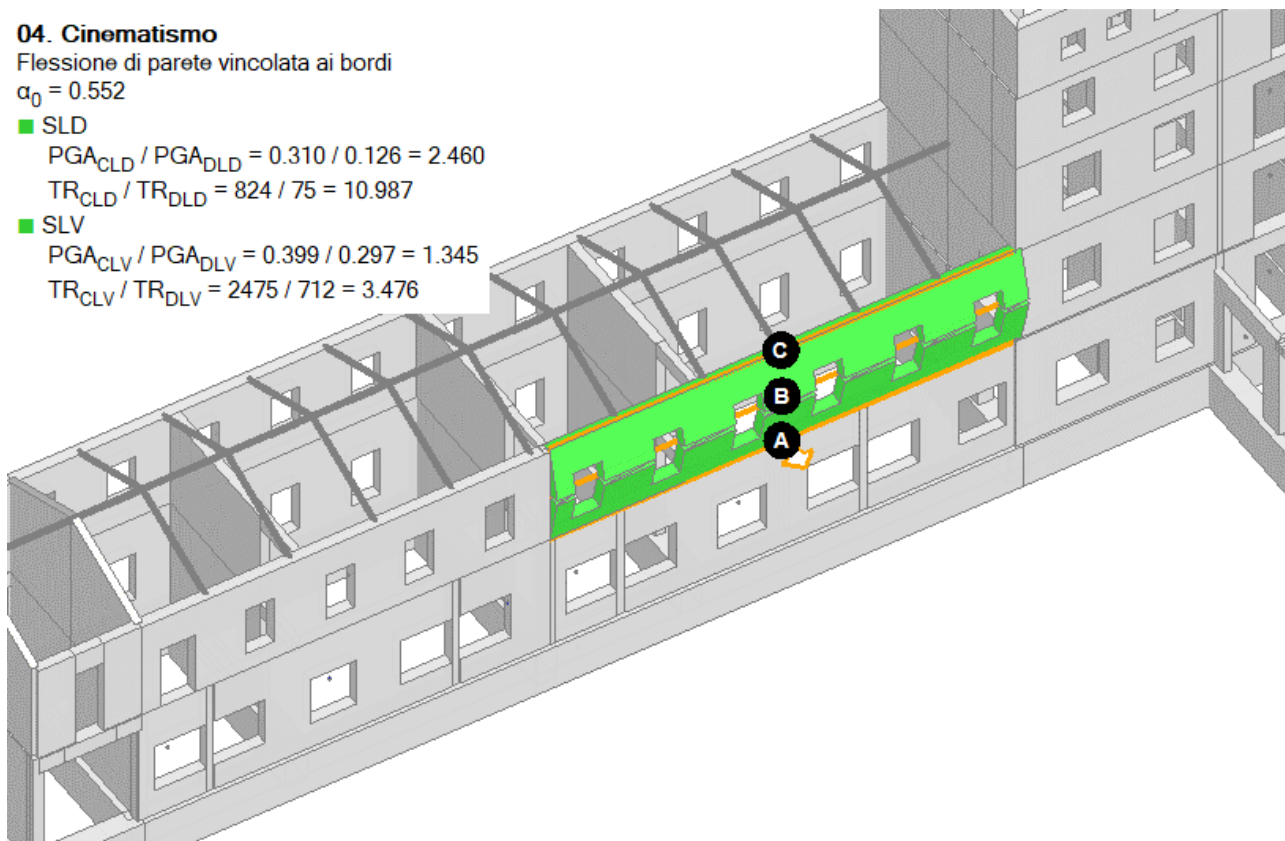 04. Cinematismo
Flessione di parete vincolata ai bordi
α0 = 0.552
SLD
PGACLD / PGADLD = 0.310 / 0.126 = 2.460
TRCLD / TRDLD = 824 / 75 = 10.987
SLV
PGACLV / PGADLV = 0.399 / 0.297 = 1.345
TRCLV / TRDLV = 2475 / 712 = 3.476
C
B
A